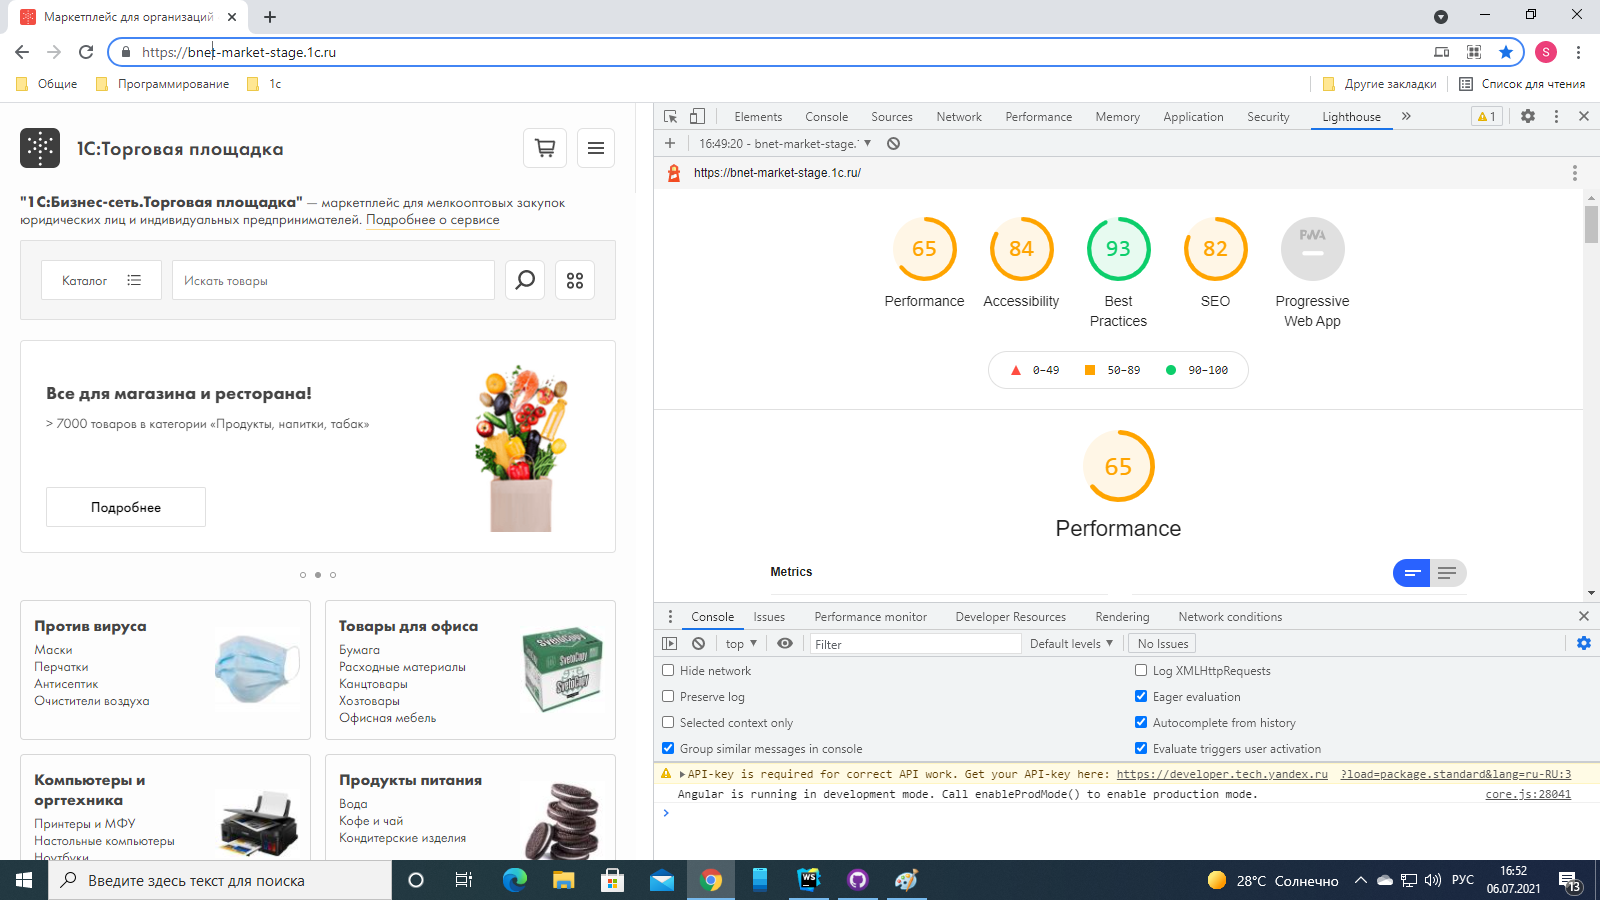 Маркетплейс для организаций
https://bnet-market-stage.1c.ru
S
Общие
Программирование
1с
Другие закладки
Список для чтения
1С:Торговая площадка
"1С:Бизнес-сеть.Торговая площадка" — маркетплейс для мелкооптовых закупок
юридических лиц и индивидуальных предпринимателей. Подробнее о сервисе
Каталог
Искать товары
Все для магазина и ресторана!
> 7000 товаров в категории «Продукты, напитки, табак»
Подробнее
Против вируса
Маски
Перчатки
Антисептик
Очистители воздуха
Товары для офиса
Бумага
Расходные материалы
Канцтовары
Хозтовары
Офисная мебель
SvetoCopy
SvetoCopy
Компьютеры и
оргтехника
Принтеры и МФУ
Настольные компьютеры
Ноутбуки
Продукты питания
Вода
Кофе и чай
Кондитерские изделия
Elements Console Sources Network Performance Memory Application Security Lighthouse » 1
16:49:20 - bnet-market-stage.
https://bnet-market-stage.1c.ru/
65
Performance
84
Accessibility
93
Best
Practices
82
SEO
PWA
Progressive
Web App
0–49 50–89 90–100
65
Performance
Metrics
Console Issues Performance monitor Developer Resources Rendering Network conditions
top Filter Default levels No Issues
Hide network
Log XMLHttpRequests
Preserve log
Eager evaluation
Selected context only
Autocomplete from history
Group similar messages in console
Evaluate triggers user activation
API-key is required for correct API work. Get your API-key here: https://developer.tech.yandex.ru ?load=package.standard&lang=ru-RU:3
Angular is running in development mode. Call enableProdMode() to enable production mode. core.js:28041
Введите здесь текст для поиска
WS
28°C Солнечно
РУС
16:52
06.07.2021
13